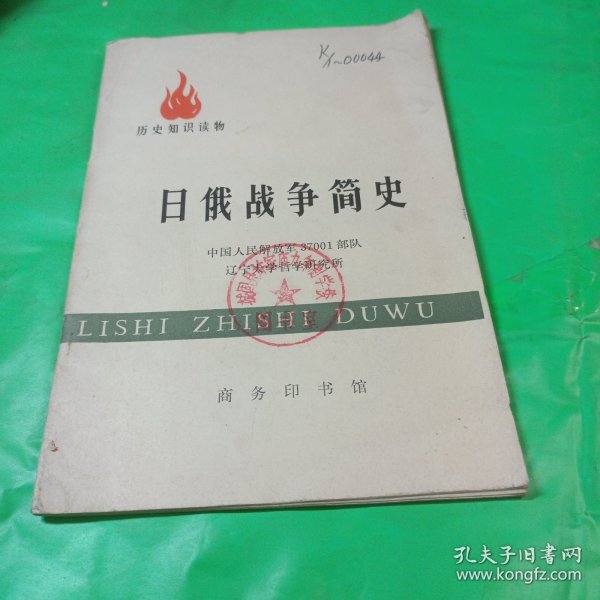 K
1~00044
历史知识读物
日俄战争简史
中国人民解放军37001部队
辽宁大学哲学研究所
LISHI ZHISHI DUWU
商务印书馆
孔夫子旧书网
www.kongfz.com